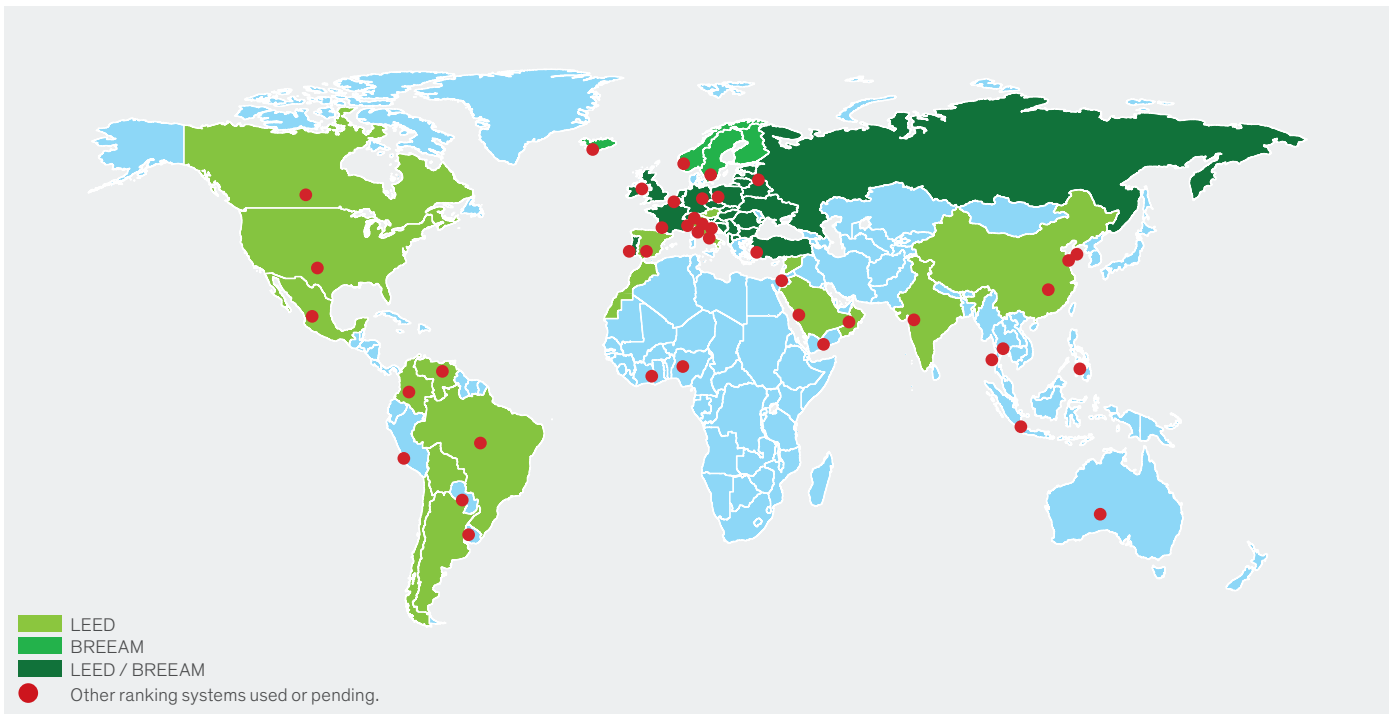 LEED
BREEAM
LEED / BREEAM
Other ranking systems used or pending.